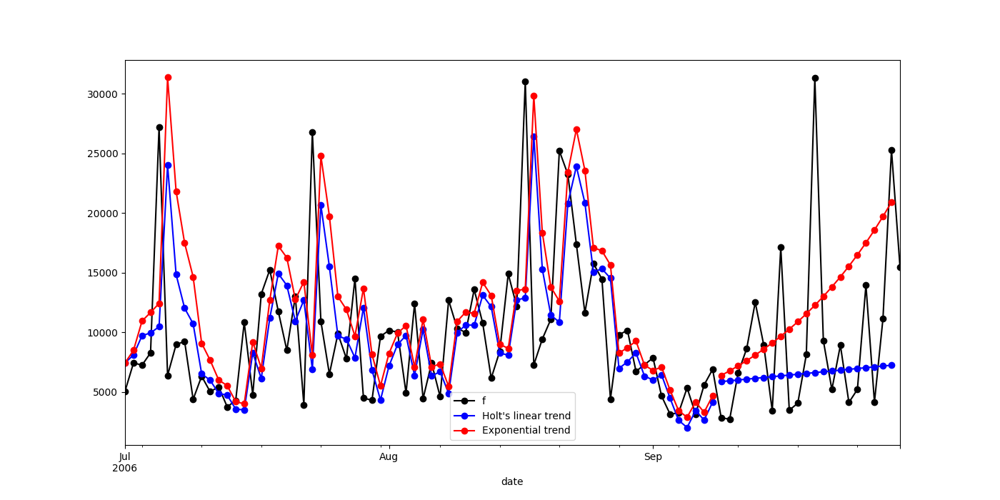 30000
25000
20000
15000
10000
5000
f
Holt's linear trend
Exponential trend
Jul Aug Sep
2006
date